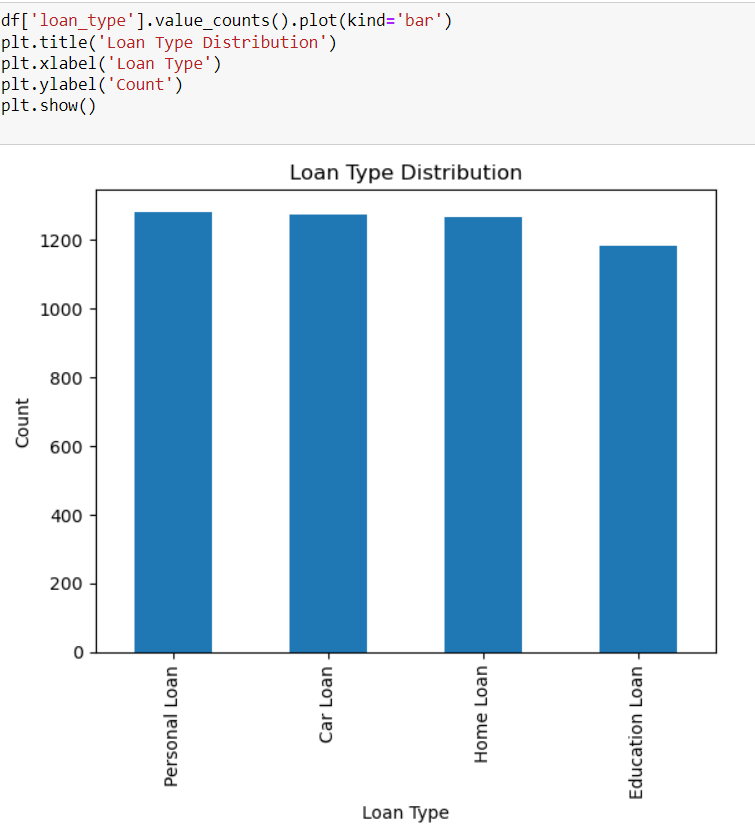 df['loan_type'].value_counts().plot(kind='bar')
plt.title('Loan Type Distribution')
plt.xlabel('Loan Type')
plt.ylabel('Count')
plt.show()
Loan Type Distribution
1200
1000
800
600
400
200
0
Count
Personal Loan
Car Loan
Home Loan
Education Loan
Loan Type